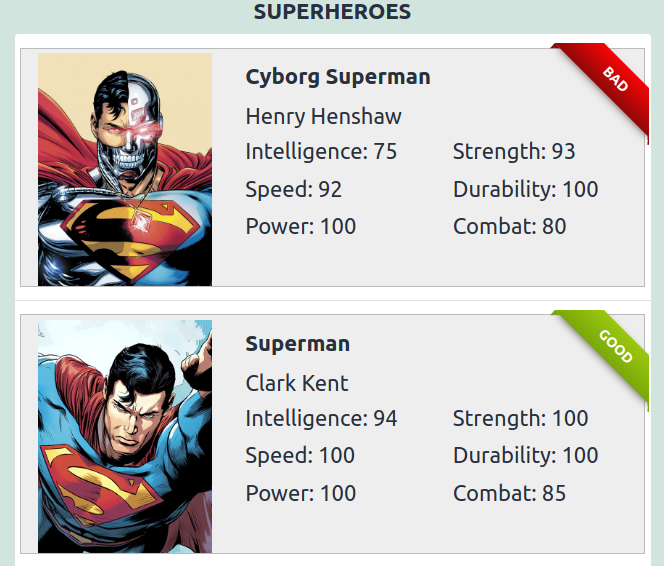 SUPERHEROES
BAD
Cyborg Superman
Henry Henshaw
Intelligence: 75 Strength: 93
Speed: 92 Durability: 100
Power: 100 Combat: 80
GOOD
Superman
Clark Kent
Intelligence: 94 Strength: 100
Speed: 100 Durability: 100
Power: 100 Combat: 85